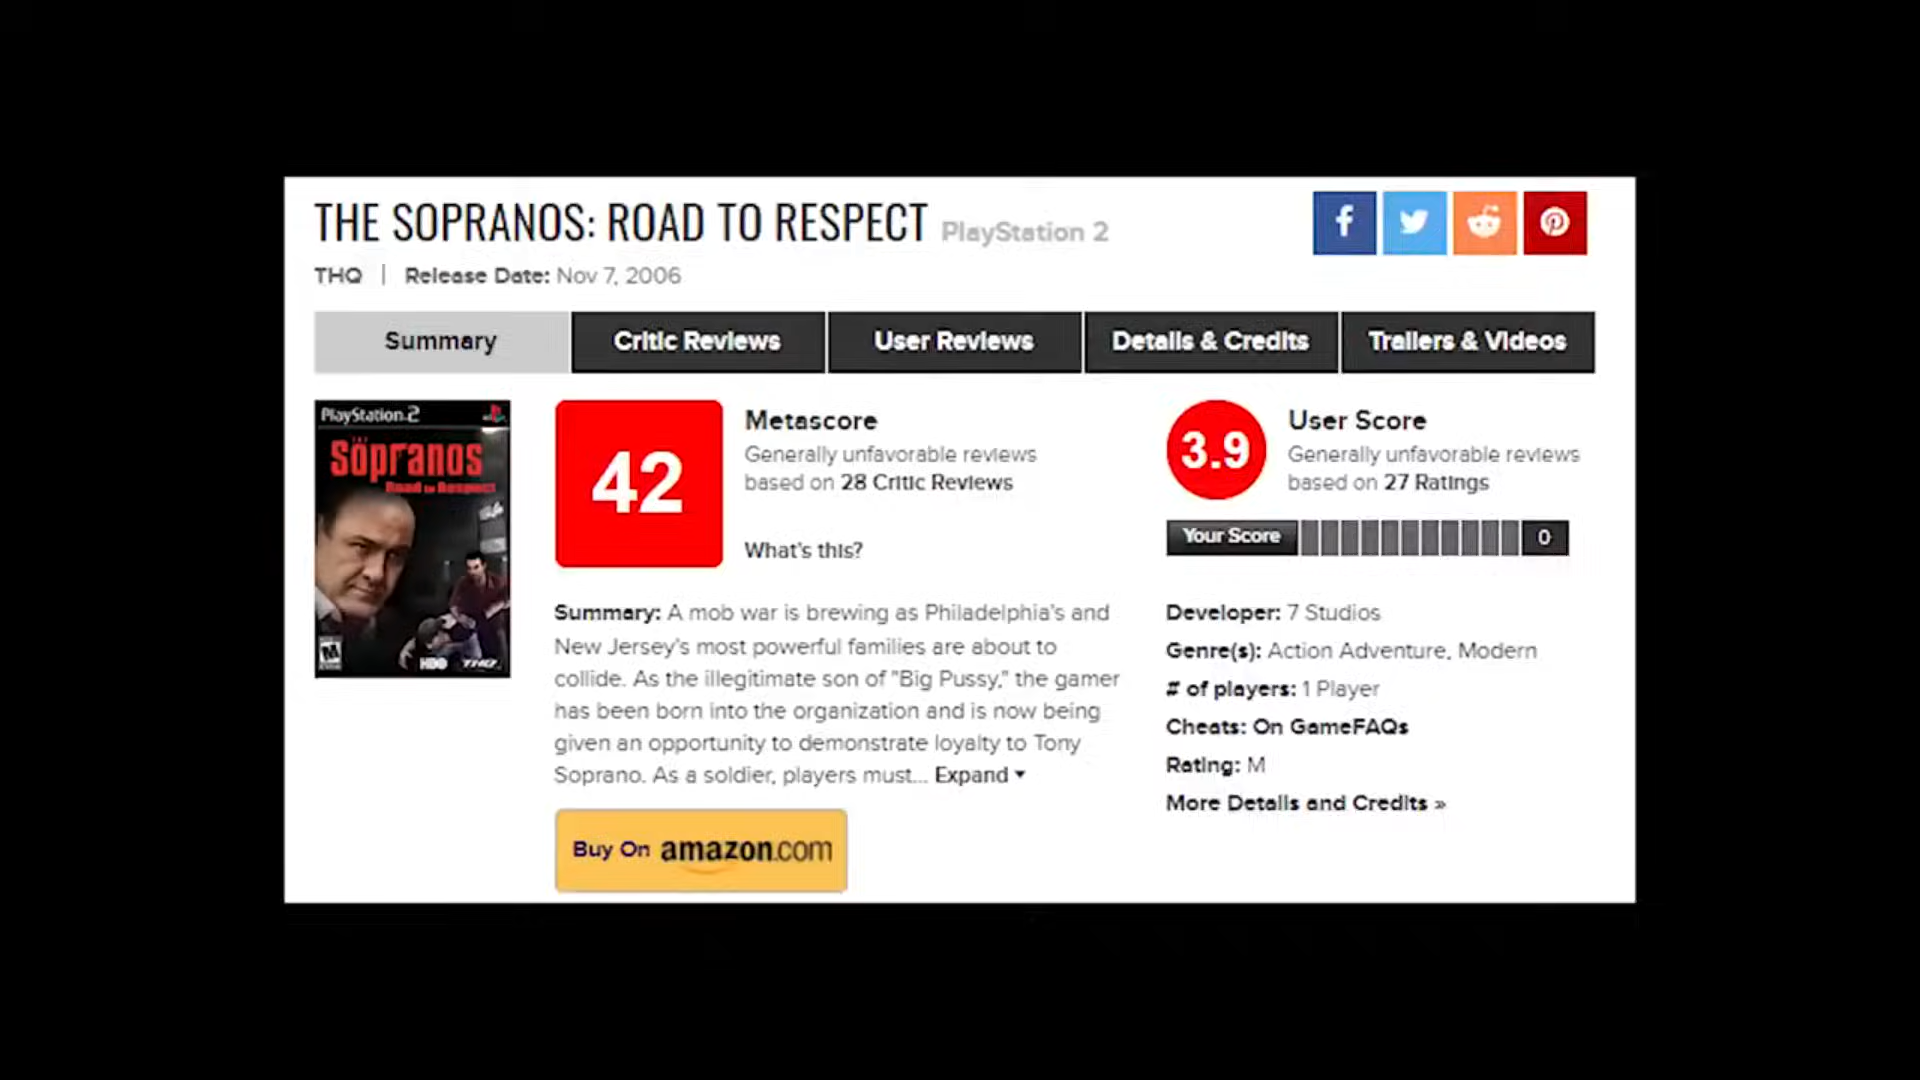 THE SOPRANOS: ROAD TO RESPECT PlayStation 2
THQ | Release Date: Nov 7, 2006
Summary
Critic Reviews
User Reviews
Details & Credits
Trailers & Videos
PlayStation 2
THE
Sopranos
Road to Respect
M
HBO
THQ
42
Metascore
Generally unfavorable reviews
based on 28 Critic Reviews
What's this?
Summary: A mob war is brewing as Philadelphia's and
New Jersey's most powerful families are about to
collide. As the illegitimate son of "Big Pussy," the gamer
has been born into the organization and is now being
given an opportunity to demonstrate loyalty to Tony
Soprano. As a soldier, players must... Expand ▾
Buy On amazon.com
3.9
User Score
Generally unfavorable reviews
based on 27 Ratings
Your Score 0
Developer: 7 Studios
Genre(s): Action Adventure, Modern
# of players: 1 Player
Cheats: On GameFAQs
Rating: M
More Details and Credits »